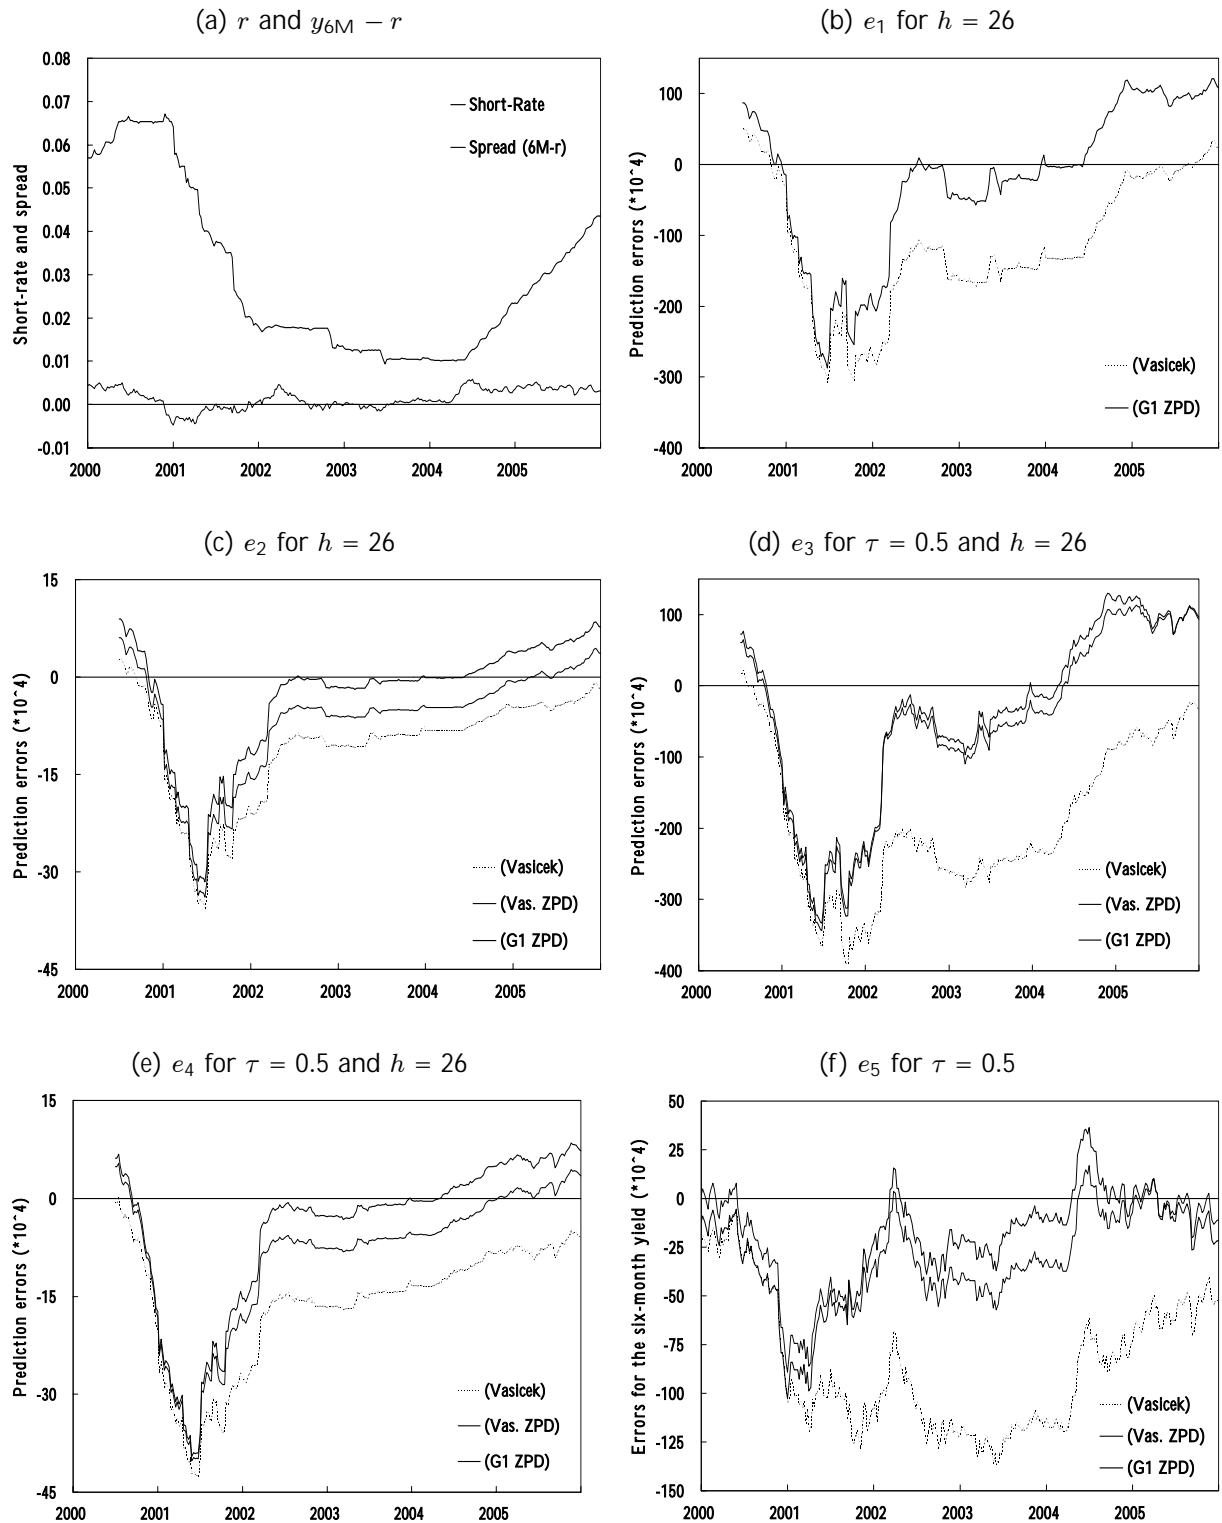 (a) r and y6M − r
0.08
0.07
0.06
0.05
0.04
0.03
0.02
0.01
0.00
-0.01
Short-rate and spread
Short-Rate
Spread (6M-r)
2000 2001 2002 2003 2004 2005
(b) e1 for h = 26
100
0
-100
-200
-300
-400
Prediction errors (*10^4)
(Vasicek)
(G1 ZPD)
2000 2001 2002 2003 2004 2005
(c) e2 for h = 26
15
0
-15
-30
-45
Prediction errors (*10^4)
(Vasicek)
(Vas. ZPD)
(G1 ZPD)
2000 2001 2002 2003 2004 2005
(d) e3 for τ = 0.5 and h = 26
100
0
-100
-200
-300
-400
Prediction errors (*10^4)
(Vasicek)
(Vas. ZPD)
(G1 ZPD)
2000 2001 2002 2003 2004 2005
(e) e4 for τ = 0.5 and h = 26
15
0
-15
-30
-45
Prediction errors (*10^4)
(Vasicek)
(Vas. ZPD)
(G1 ZPD)
2000 2001 2002 2003 2004 2005
(f) e5 for τ = 0.5
50
25
0
-25
-50
-75
-100
-125
-150
Errors for the six-month yield (*10^4)
(Vasicek)
(Vas. ZPD)
(G1 ZPD)
2000 2001 2002 2003 2004 2005